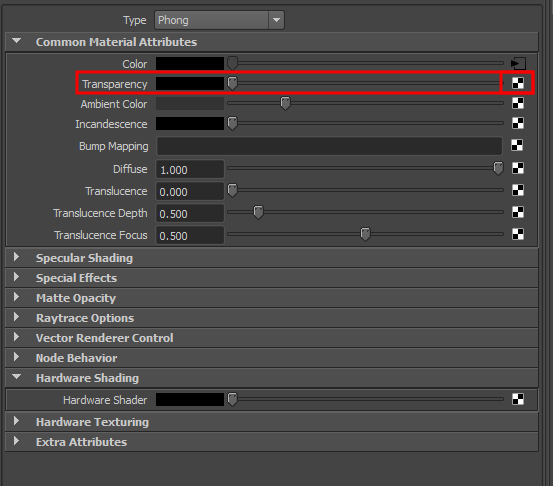 Type Phong
Common Material Attributes
Color
Transparency
Ambient Color
Incandescence
Bump Mapping
Diffuse 1.000
Translucence 0.000
Translucence Depth 0.500
Translucence Focus 0.500
Specular Shading
Special Effects
Matte Opacity
Raytrace Options
Vector Renderer Control
Node Behavior
Hardware Shading
Hardware Shader
Hardware Texturing
Extra Attributes